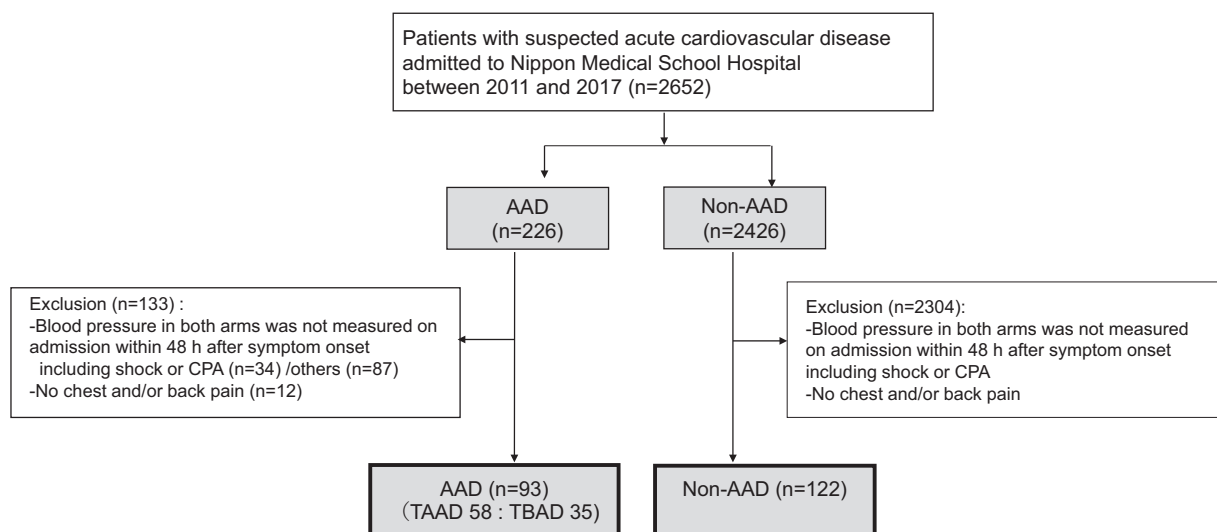 Patients with suspected acute cardiovascular disease
admitted to Nippon Medical School Hospital
between 2011 and 2017 (n=2652)
AAD
(n=226)
Non-AAD
(n=2426)
Exclusion (n=133) :
-Blood pressure in both arms was not measured on
admission within 48 h after symptom onset
including shock or CPA (n=34) /others (n=87)
-No chest and/or back pain (n=12)
Exclusion (n=2304):
-Blood pressure in both arms was not measured
on admission within 48 h after symptom onset
including shock or CPA
-No chest and/or back pain
AAD (n=93)
(TAAD 58 : TBAD 35)
Non-AAD (n=122)